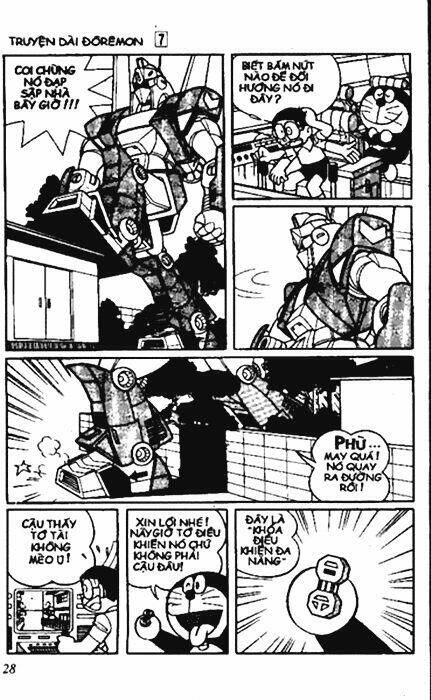 TRUYỆN DÀI ĐÔRÊMON 7
COI CHỪNG
NÓ ĐẠP
SẬP NHÀ
BÂY GIỜ!!!
BIẾT BẤM NÚT
NÀO ĐỂ ĐỔI
HƯỚNG NÓ ĐI
ĐÂY?
PHÙ...
MAY QUÁ!
NÓ QUAY
RA ĐƯỜNG
RỒI!
CẬU THẤY
TỚ TÀI
KHÔNG
MÈO Ú!
XIN LỖI NHÉ!
NÃY GIỜ TỚ ĐIỀU
KHIỂN NÓ CHỨ
KHÔNG PHẢI
CẬU ĐÂU!
ĐÂY LÀ
"KHÓA
ĐIỀU
KHIỂN ĐA
NĂNG"
28